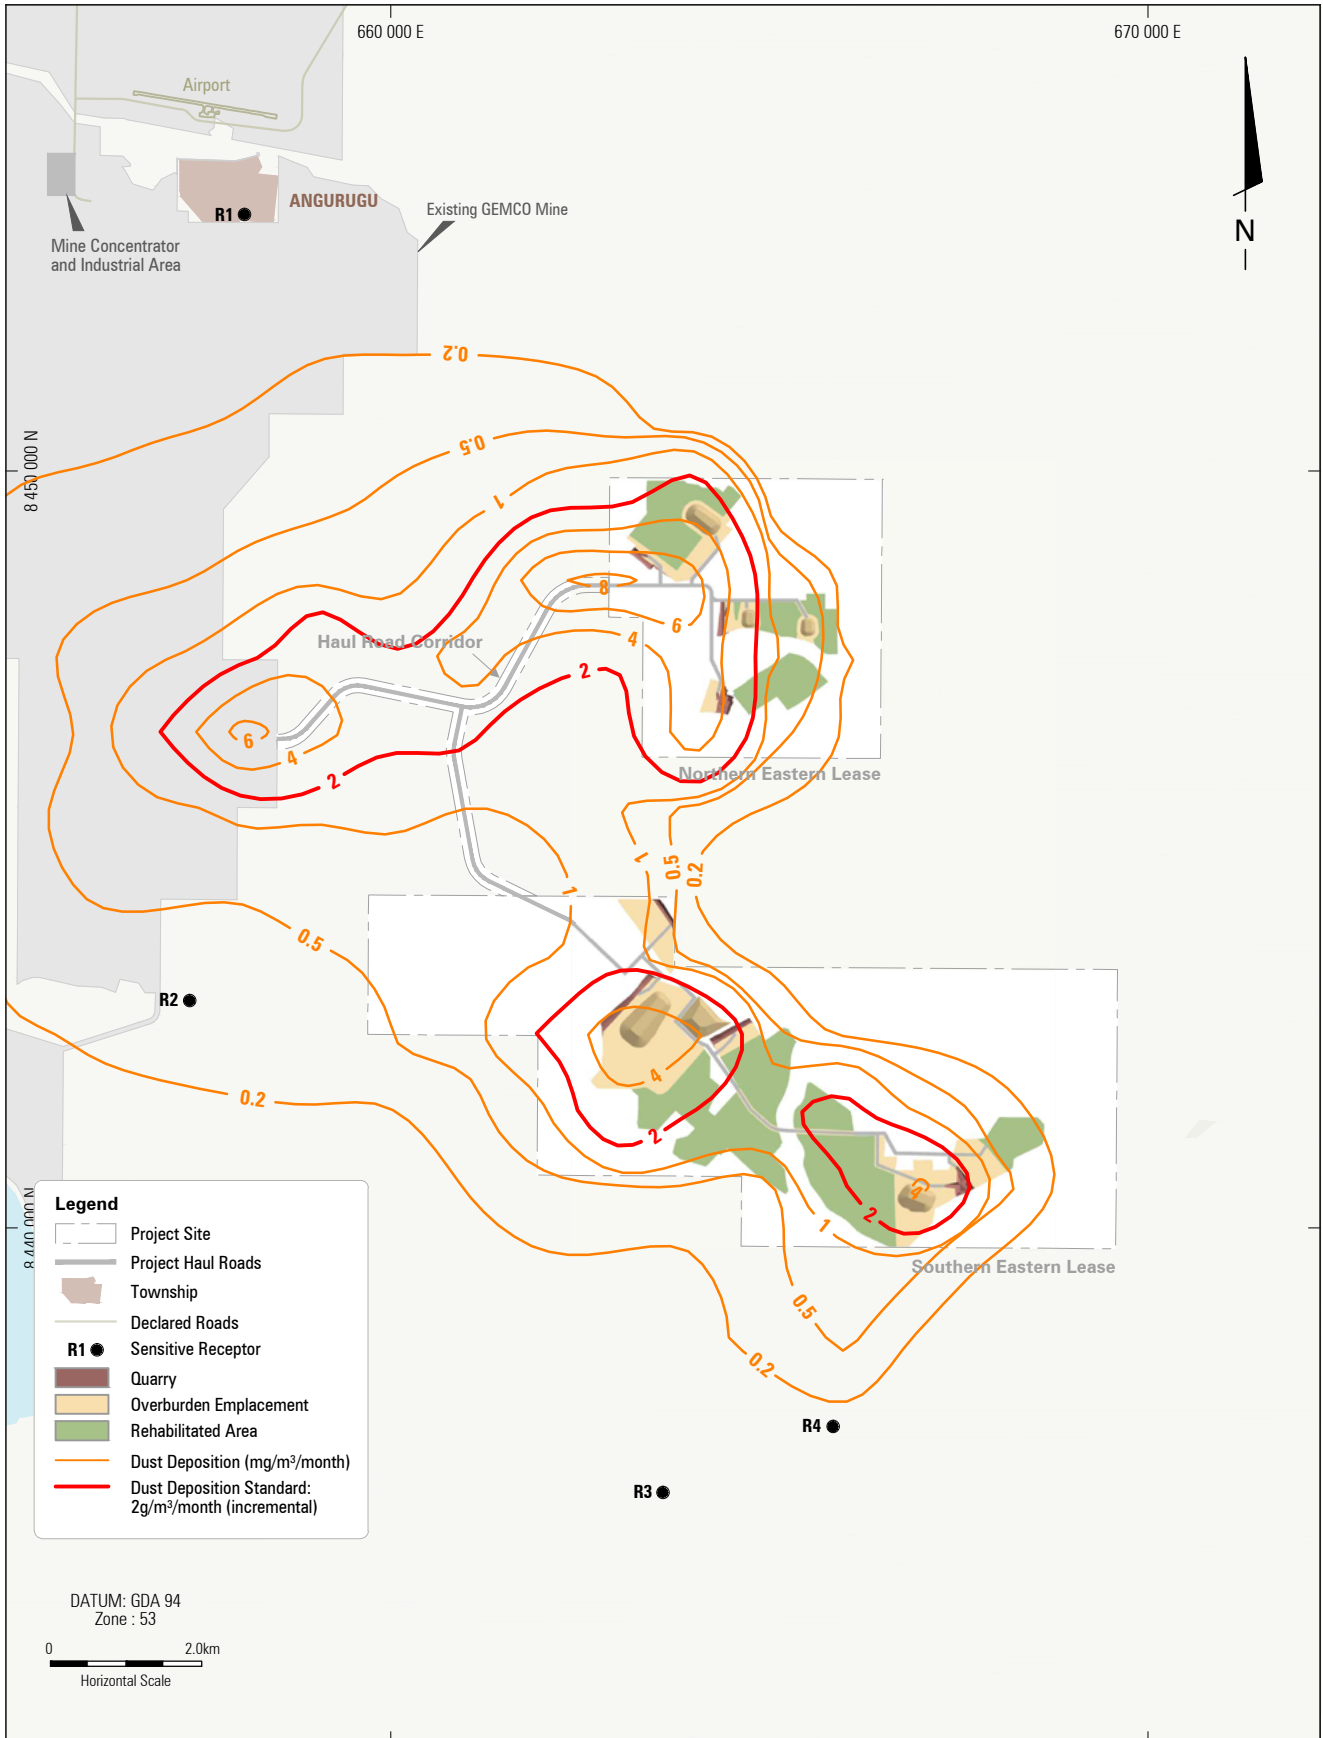 660 000 E
670 000 E
Airport
R1
ANGURUGU
Existing GEMCO Mine
Mine Concentrator
and Industrial Area
N
8 450 000 N
0.2
0.5
1
8
6
4
Haul Road Corridor
2
6
4
2
Northern Eastern Lease
1
0.5
0.2
1
0.5
R2
0.2
4
2
4
2
1
Southern Eastern Lease
0.5
0.2
R4
R3
8 440 000 N
Legend
Project Site
Project Haul Roads
Township
Declared Roads
R1
Sensitive Receptor
Quarry
Overburden Emplacement
Rehabilitated Area
Dust Deposition (mg/m³/month)
Dust Deposition Standard:
2g/m³/month (incremental)
DATUM: GDA 94
Zone : 53
0
2.0km
Horizontal Scale